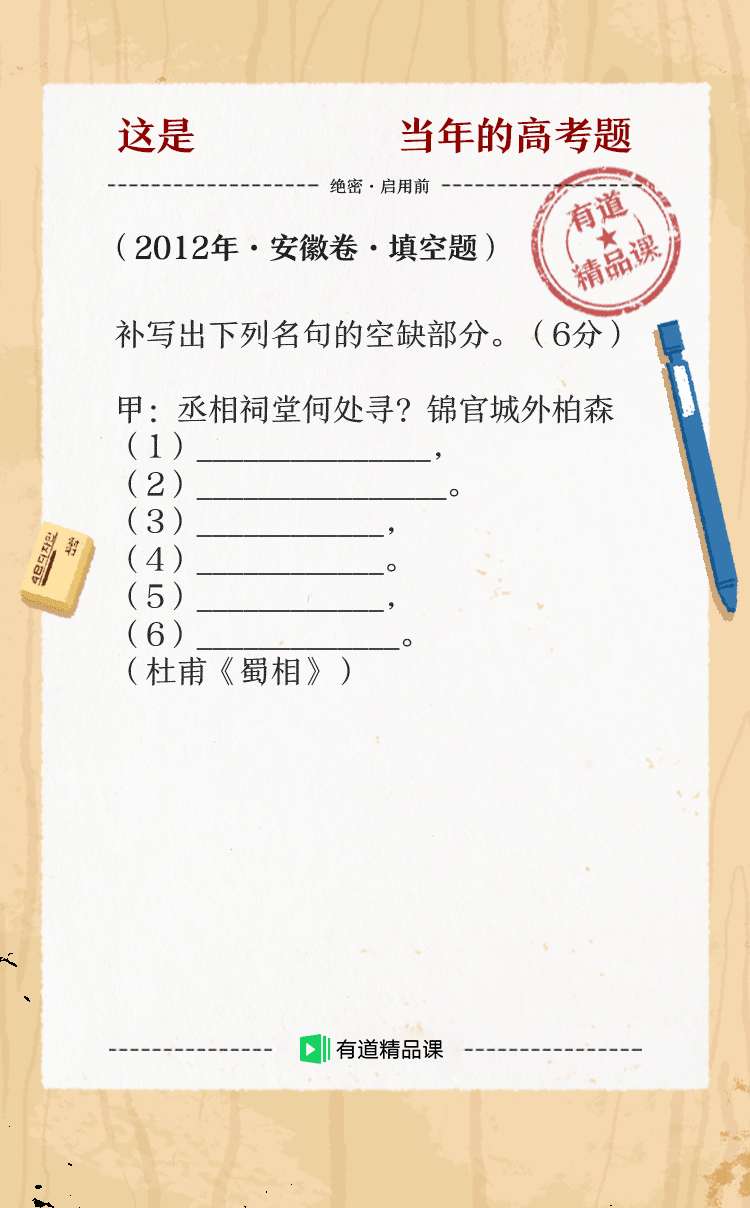 这是 当年的高考题
绝密·启用前
有道
精品课
（2012年·安徽卷·填空题）
补写出下列名句的空缺部分。（6分）
甲：丞相祠堂何处寻？锦官城外柏森
（1）_______________，
（2）________________。
（3）____________，
（4）____________。
（5）____________，
（6）_____________。
（杜甫《蜀相》）
有道精品课